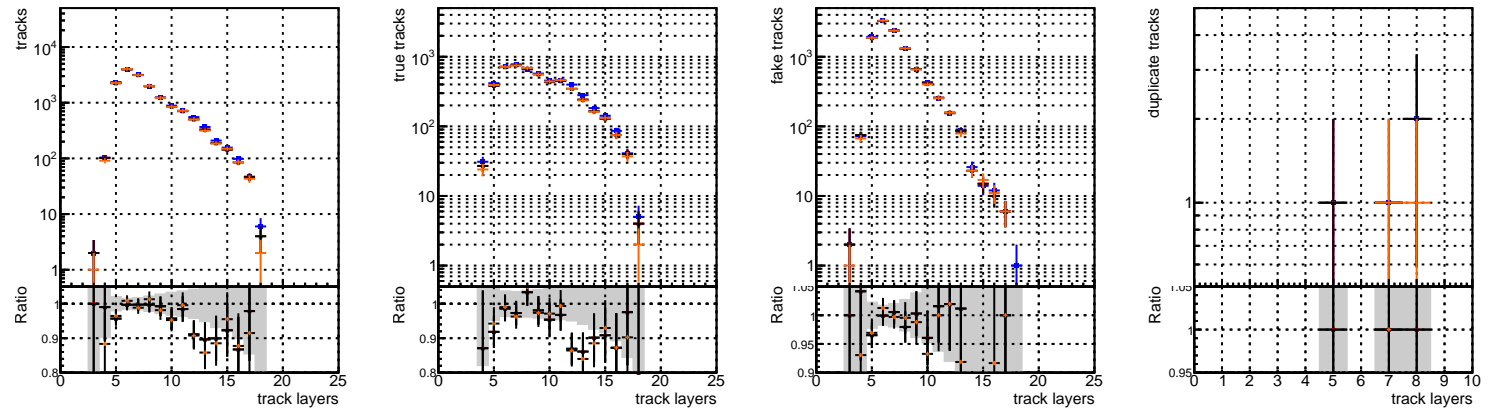 tracks
10^4
10^3
10^2
10
1
Ratio
1
0.9
0.8
0 5 10 15 20 25
track layers
true tracks
10^3
10^2
10
1
Ratio
1
0.9
0.8
0 5 10 15 20 25
track layers
fake tracks
10^3
10^2
10
1
Ratio
1.05
1
0.95
0.9
0 5 10 15 20 25
track layers
duplicate tracks
1
Ratio
1.05
1
0.95
0 1 2 3 4 5 6 7 8 9 10
track layers